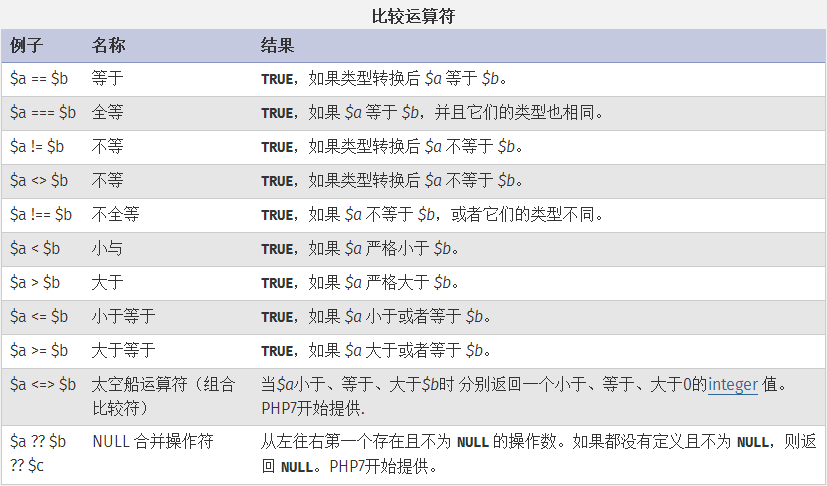 比较运算符
例子 名称 结果
$a == $b 等于 TRUE，如果类型转换后 $a 等于 $b。
$a === $b 全等 TRUE，如果 $a 等于 $b，并且它们的类型也相同。
$a != $b 不等 TRUE，如果类型转换后 $a 不等于 $b。
$a <> $b 不等 TRUE，如果类型转换后 $a 不等于 $b。
$a !== $b 不全等 TRUE，如果 $a 不等于 $b，或者它们的类型不同。
$a < $b 小与 TRUE，如果 $a 严格小于 $b。
$a > $b 大于 TRUE，如果 $a 严格大于 $b。
$a <= $b 小于等于 TRUE，如果 $a 小于或者等于 $b。
$a >= $b 大于等于 TRUE，如果 $a 大于或者等于 $b。
$a <=> $b 太空船运算符（组合 当$a小于、等于、大于$b时 分别返回一个小于、等于、大于0的integer 值。
比较符） PHP7开始提供.
$a ?? $b NULL 合并操作符 从左往右第一个存在且不为 NULL 的操作数。如果都没有定义且不为 NULL，则返
?? $c 回 NULL。PHP7开始提供。